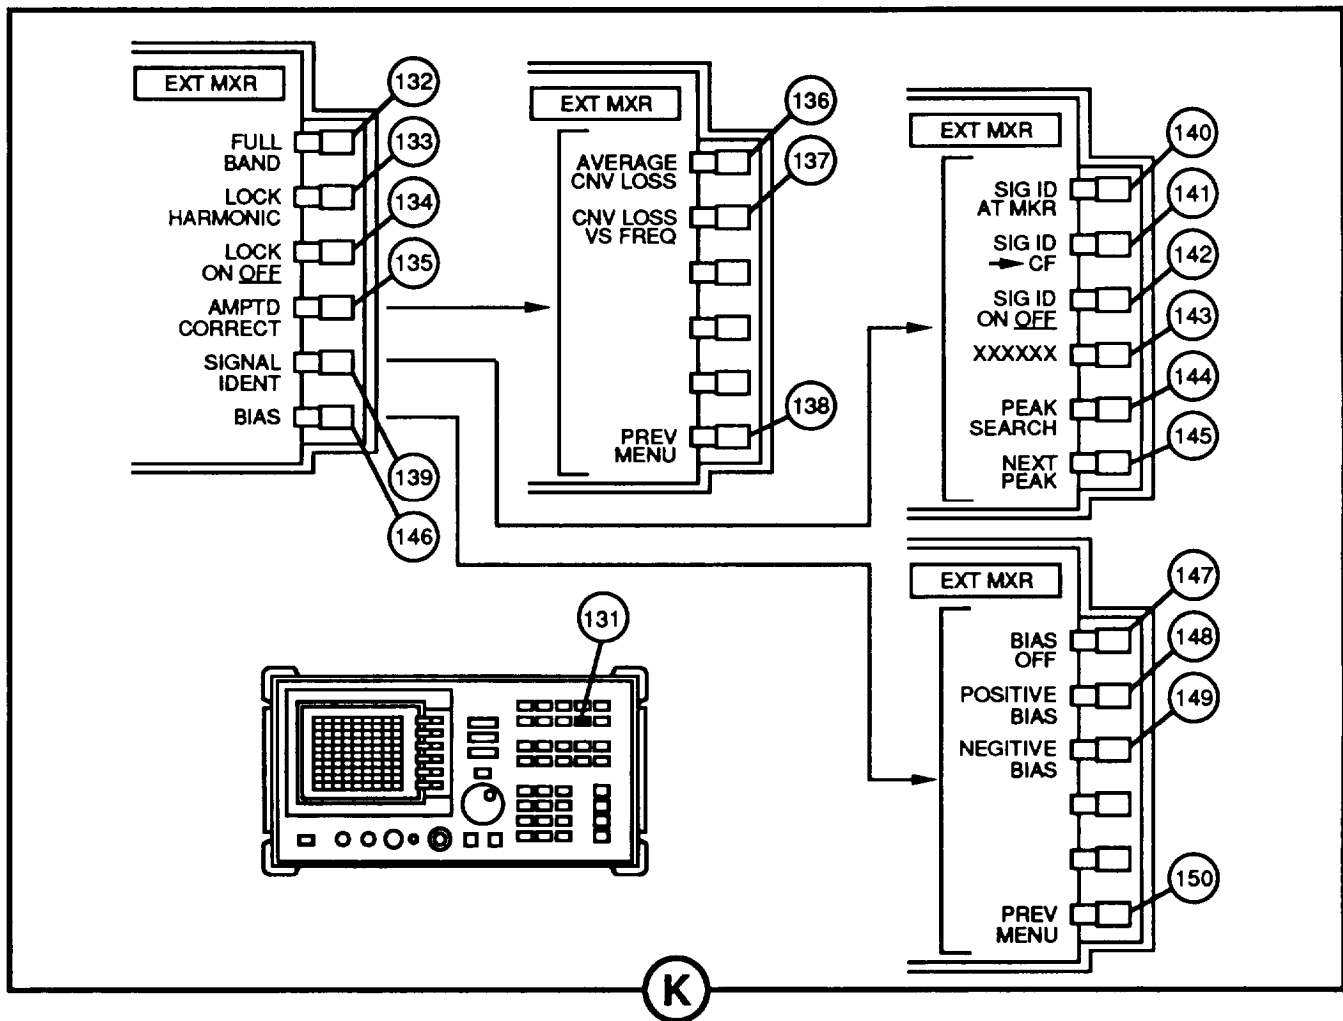 EXT MXR
132
FULL
BAND
133
LOCK
HARMONIC
134
LOCK
ON OFF
135
AMPTD
CORRECT
SIGNAL
IDENT
139
BIAS
146
EXT MXR
136
AVERAGE
CNV LOSS
137
CNV LOSS
VS FREQ
138
PREV
MENU
EXT MXR
140
SIG ID
AT MKR
141
SIG ID
→ CF
142
SIG ID
ON OFF
143
XXXXXX
144
PEAK
SEARCH
145
NEXT
PEAK
131
EXT MXR
147
BIAS
OFF
148
POSITIVE
BIAS
149
NEGITIVE
BIAS
150
PREV
MENU
K